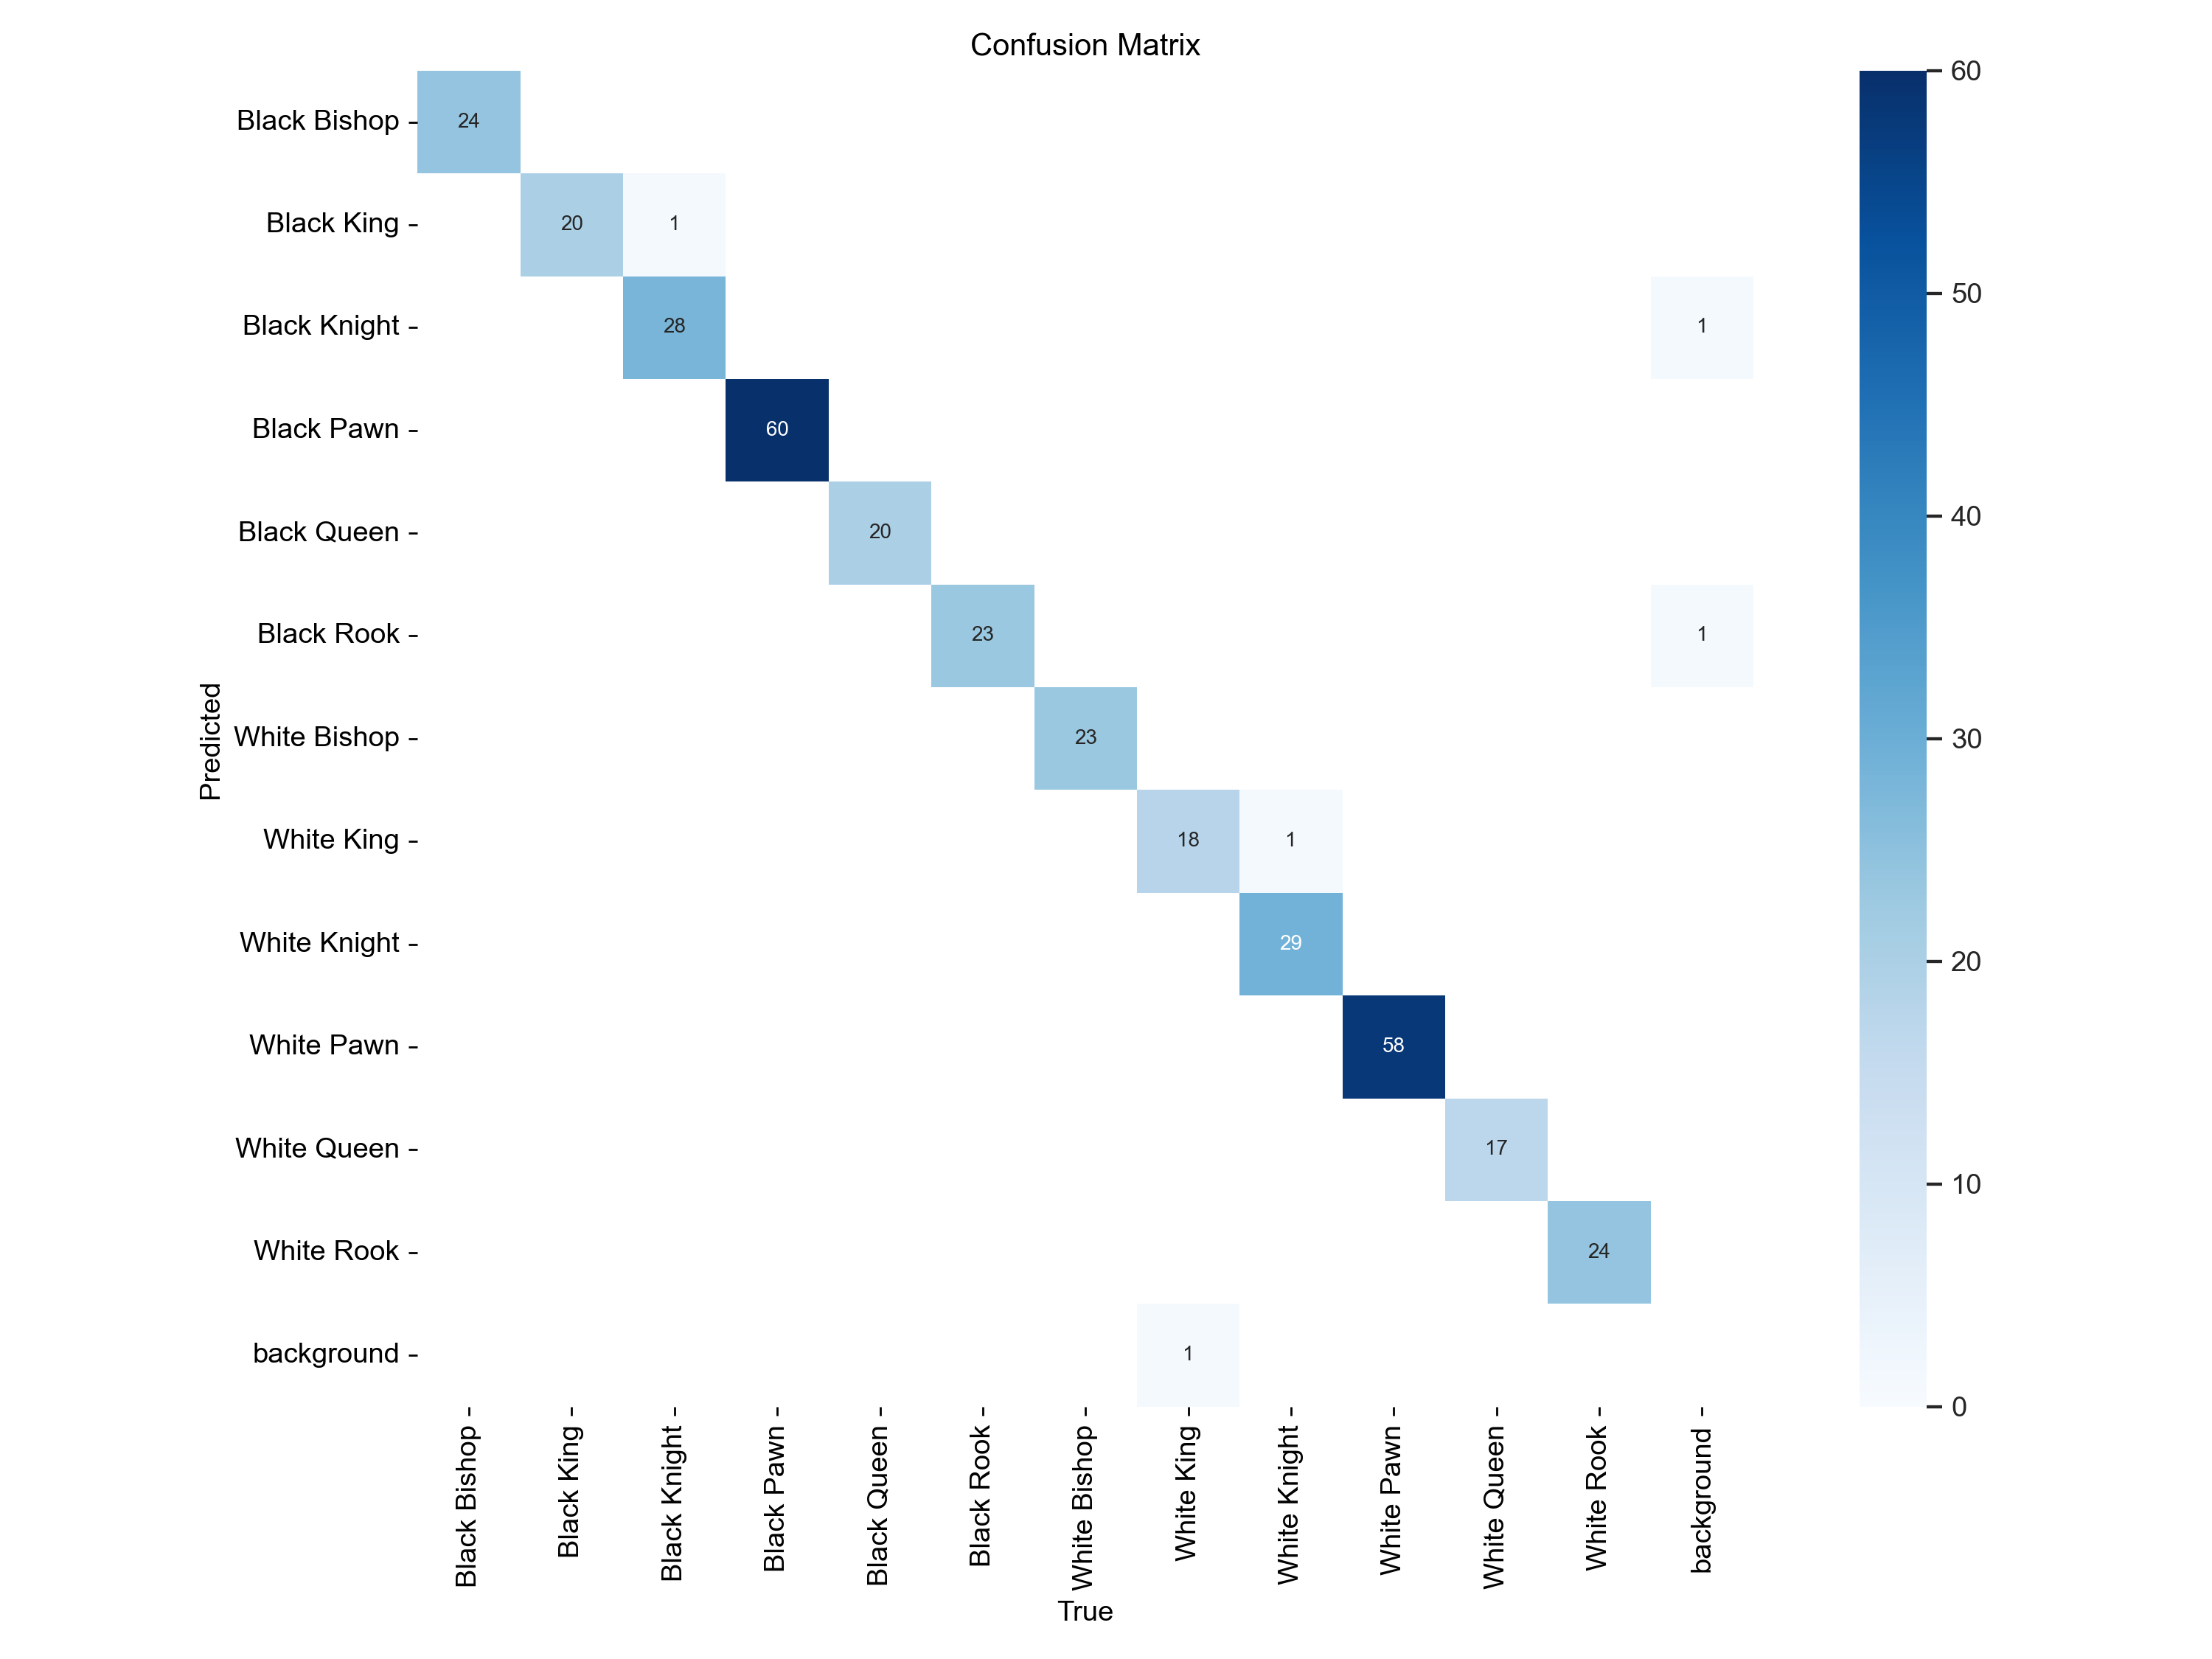 Confusion Matrix
Black Bishop
24
Black King
20 1
Black Knight
28 1
Black Pawn
60
Black Queen
20
Black Rook
23 1
White Bishop
23
White King
18 1
White Knight
29
White Pawn
58
White Queen
17
White Rook
24
background
1
Predicted
Black Bishop
Black King
Black Knight
Black Pawn
Black Queen
Black Rook
White Bishop
White King
White Knight
White Pawn
White Queen
White Rook
background
True
60
50
40
30
20
10
0